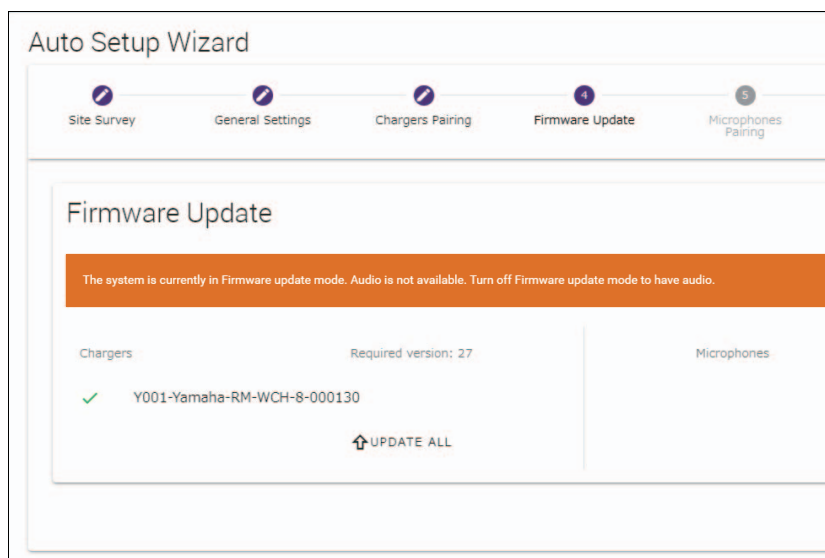 Auto Setup Wizard
4
5
Site Survey
General Settings
Chargers Pairing
Firmware Update
Microphones
Pairing
Firmware Update
The system is currently in Firmware update mode. Audio is not available. Turn off Firmware update mode to have audio.
Chargers
Required version: 27
Microphones
Y001-Yamaha-RM-WCH-8-000130
UPDATE ALL